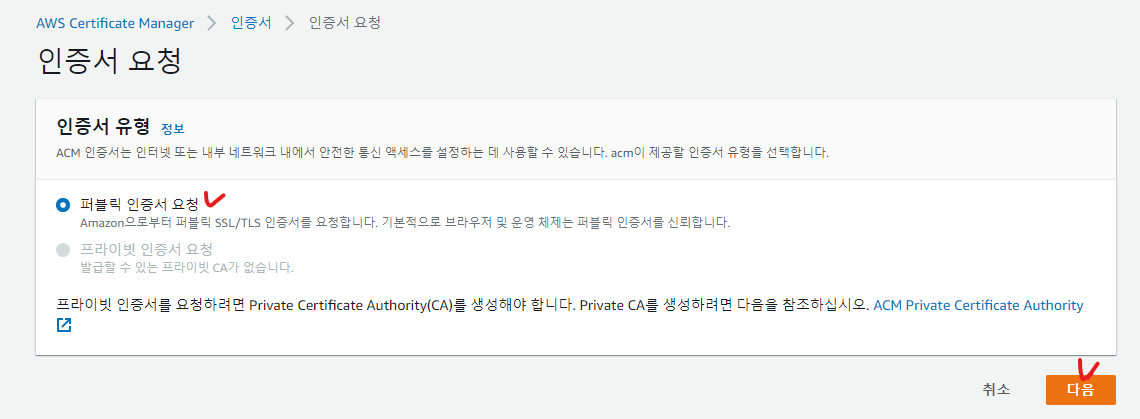 AWS Certificate Manager > 인증서 > 인증서 요청
인증서 요청
인증서 유형 정보
ACM 인증서는 인터넷 또는 내부 네트워크 내에서 안전한 통신 액세스를 설정하는 데 사용할 수 있습니다. acm이 제공할 인증서 유형을 선택합니다.
퍼블릭 인증서 요청
Amazon으로부터 퍼블릭 SSL/TLS 인증서를 요청합니다. 기본적으로 브라우저 및 운영 체제는 퍼블릭 인증서를 신뢰합니다.
프라이빗 인증서 요청
발급할 수 있는 프라이빗 CA가 없습니다.
프라이빗 인증서를 요청하려면 Private Certificate Authority(CA)를 생성해야 합니다. Private CA를 생성하려면 다음을 참조하십시오. ACM Private Certificate Authority
취소 다음